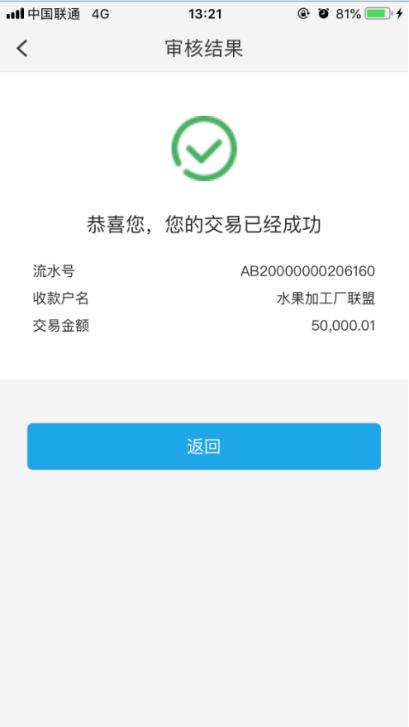 中国联通 4G 13:21 81%
审核结果
恭喜您，您的交易已经成功
流水号 AB20000000206160
收款户名 水果加工厂联盟
交易金额 50,000.01
返回